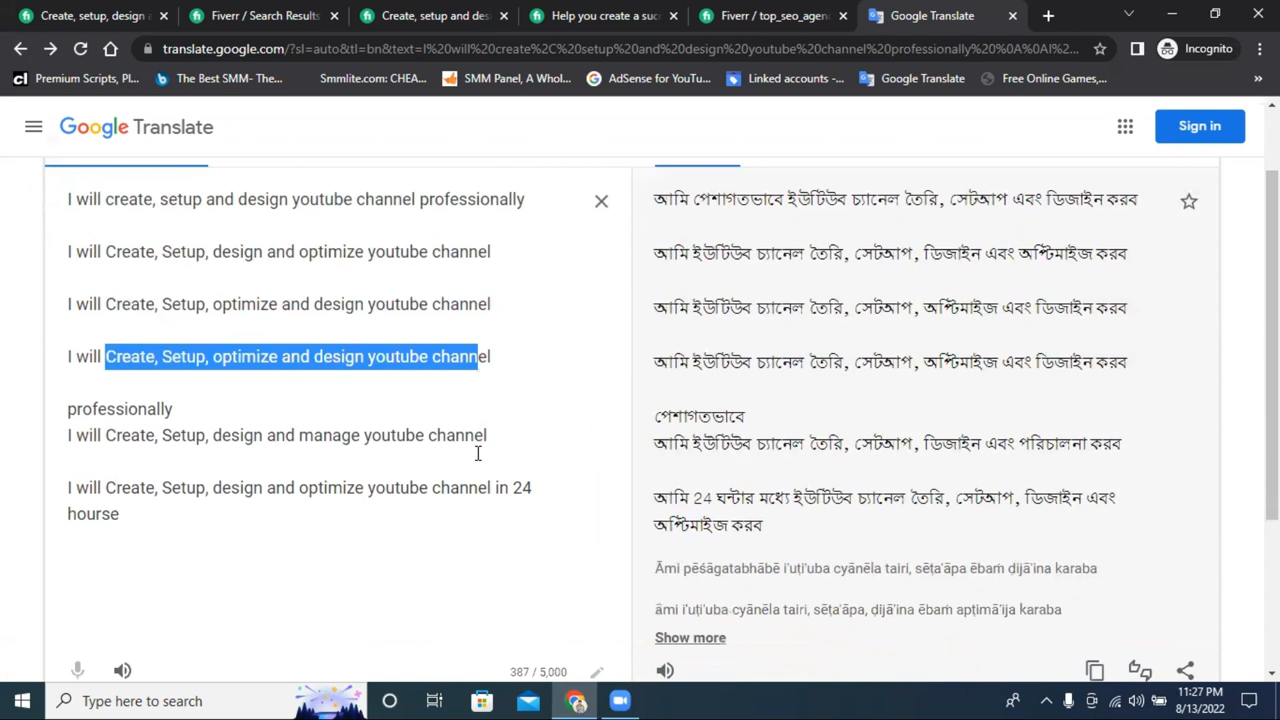 Create, setup, design a
Fiverr / Search Results
Create, setup and des
Help you create a suc
Fiverr / top_seo_agen
Google Translate
translate.google.com/?sl=auto&tl=bn&text=I%20will%20create%2C%20setup%20and%20design%20youtube%20channel%20professionally%20%0A%0AI%2...
Incognito
Premium Scripts, Pl...
The Best SMM- The...
Smmlite.com: CHEA...
SMM Panel, A Whol...
AdSense for YouTu...
Linked accounts -...
Google Translate
Free Online Games,...
Google Translate
Sign in
I will create, setup and design youtube channel professionally
I will Create, Setup, design and optimize youtube channel
I will Create, Setup, optimize and design youtube channel
I will Create, Setup, optimize and design youtube channel
professionally
I will Create, Setup, design and manage youtube channel
I will Create, Setup, design and optimize youtube channel in 24
hourse
387 / 5,000
আমি পেশাগতভাবে ইউটিউব চ্যানেল তৈরি, সেটআপ এবং ডিজাইন করব
আমি ইউটিউব চ্যানেল তৈরি, সেটআপ, ডিজাইন এবং অপ্টিমাইজ করব
আমি ইউটিউব চ্যানেল তৈরি, সেটআপ, অপ্টিমাইজ এবং ডিজাইন করব
আমি ইউটিউব চ্যানেল তৈরি, সেটআপ, অপ্টিমাইজ এবং ডিজাইন করব
পেশাগতভাবে
আমি ইউটিউব চ্যানেল তৈরি, সেটআপ, ডিজাইন এবং পরিচালনা করব
আমি 24 ঘন্টার মধ্যে ইউটিউব চ্যানেল তৈরি, সেটআপ, ডিজাইন এবং
অপ্টিমাইজ করব
Āmi pēśāgatabhābē i'uṭi'uba cyānēla tairi, sēṭa'āpa ēbaṁ ḍijā'ina karaba
āmi i'uṭi'uba cyānēla tairi, sēṭa'āpa, ḍijā'ina ēbaṁ apṭimā'ija karaba
Show more
Type here to search
11:27 PM
8/13/2022